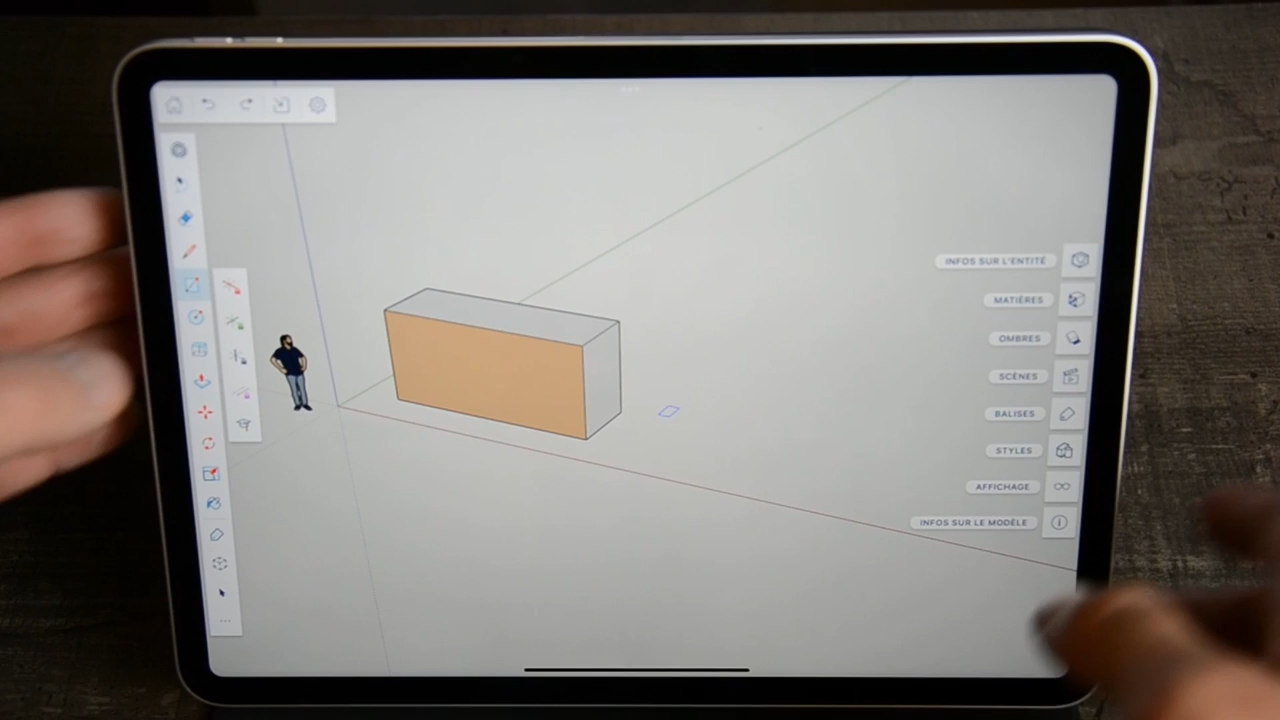 INFOS SUR L'ENTITÉ
MATIÈRES
OMBRES
SCÈNES
BALISES
STYLES
AFFICHAGE
INFOS SUR LE MODÈLE